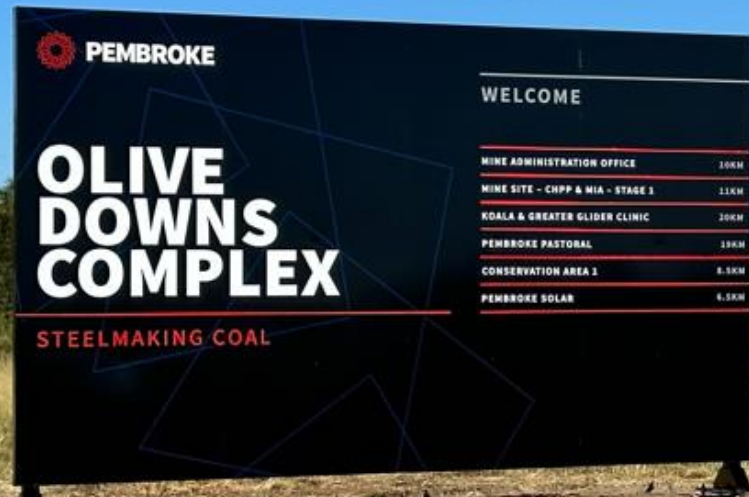 PEMBROKE
OLIVE
DOWNS
COMPLEX
STEELMAKING COAL
WELCOME
MINE ADMINISTRATION OFFICE 10KM
MINE SITE – CHPP & MIA – STAGE 1 11KM
KOALA & GREATER GLIDER CLINIC 20KM
PEMBROKE PASTORAL 19KM
CONSERVATION AREA 1 8.5KM
PEMBROKE SOLAR 6.5KM